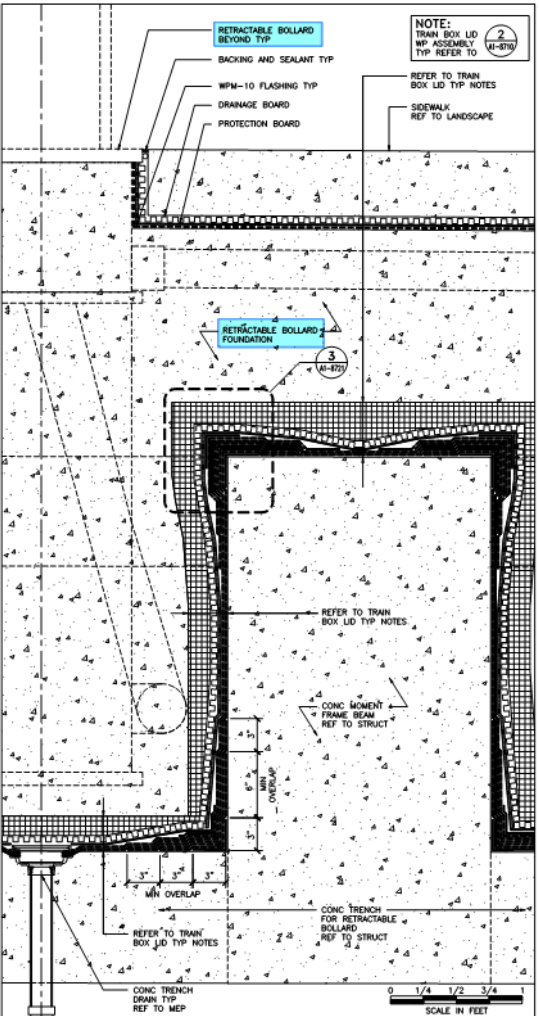 RETRACTABLE BOLLARD
BEYOND TYP
BACKING AND SEALANT TYP
WPM-10 FLASHING TYP
DRAINAGE BOARD
PROTECTION BOARD
NOTE:
TRAIN BOX LID
WP ASSEMBLY
TYP REFER TO
2
A1-8710
REFER TO TRAIN
BOX LID TYP NOTES
SIDEWALK
REF TO LANDSCAPE
RETRACTABLE BOLLARD
FOUNDATION
3
A1-8721
REFER TO TRAIN
BOX LID TYP NOTES
CONC MOMENT
FRAME BEAM
REF TO STRUCT
3"
6"
3"
MIN
OVERLAP
3"
3"
3"
MIN OVERLAP
CONC TRENCH
FOR RETRACTABLE
BOLLARD
REF TO STRUCT
REFER TO TRAIN
BOX LID TYP NOTES
CONC TRENCH
DRAIN TYP
REF TO MEP
0 1/4 1/2 3/4 1
SCALE IN FEET